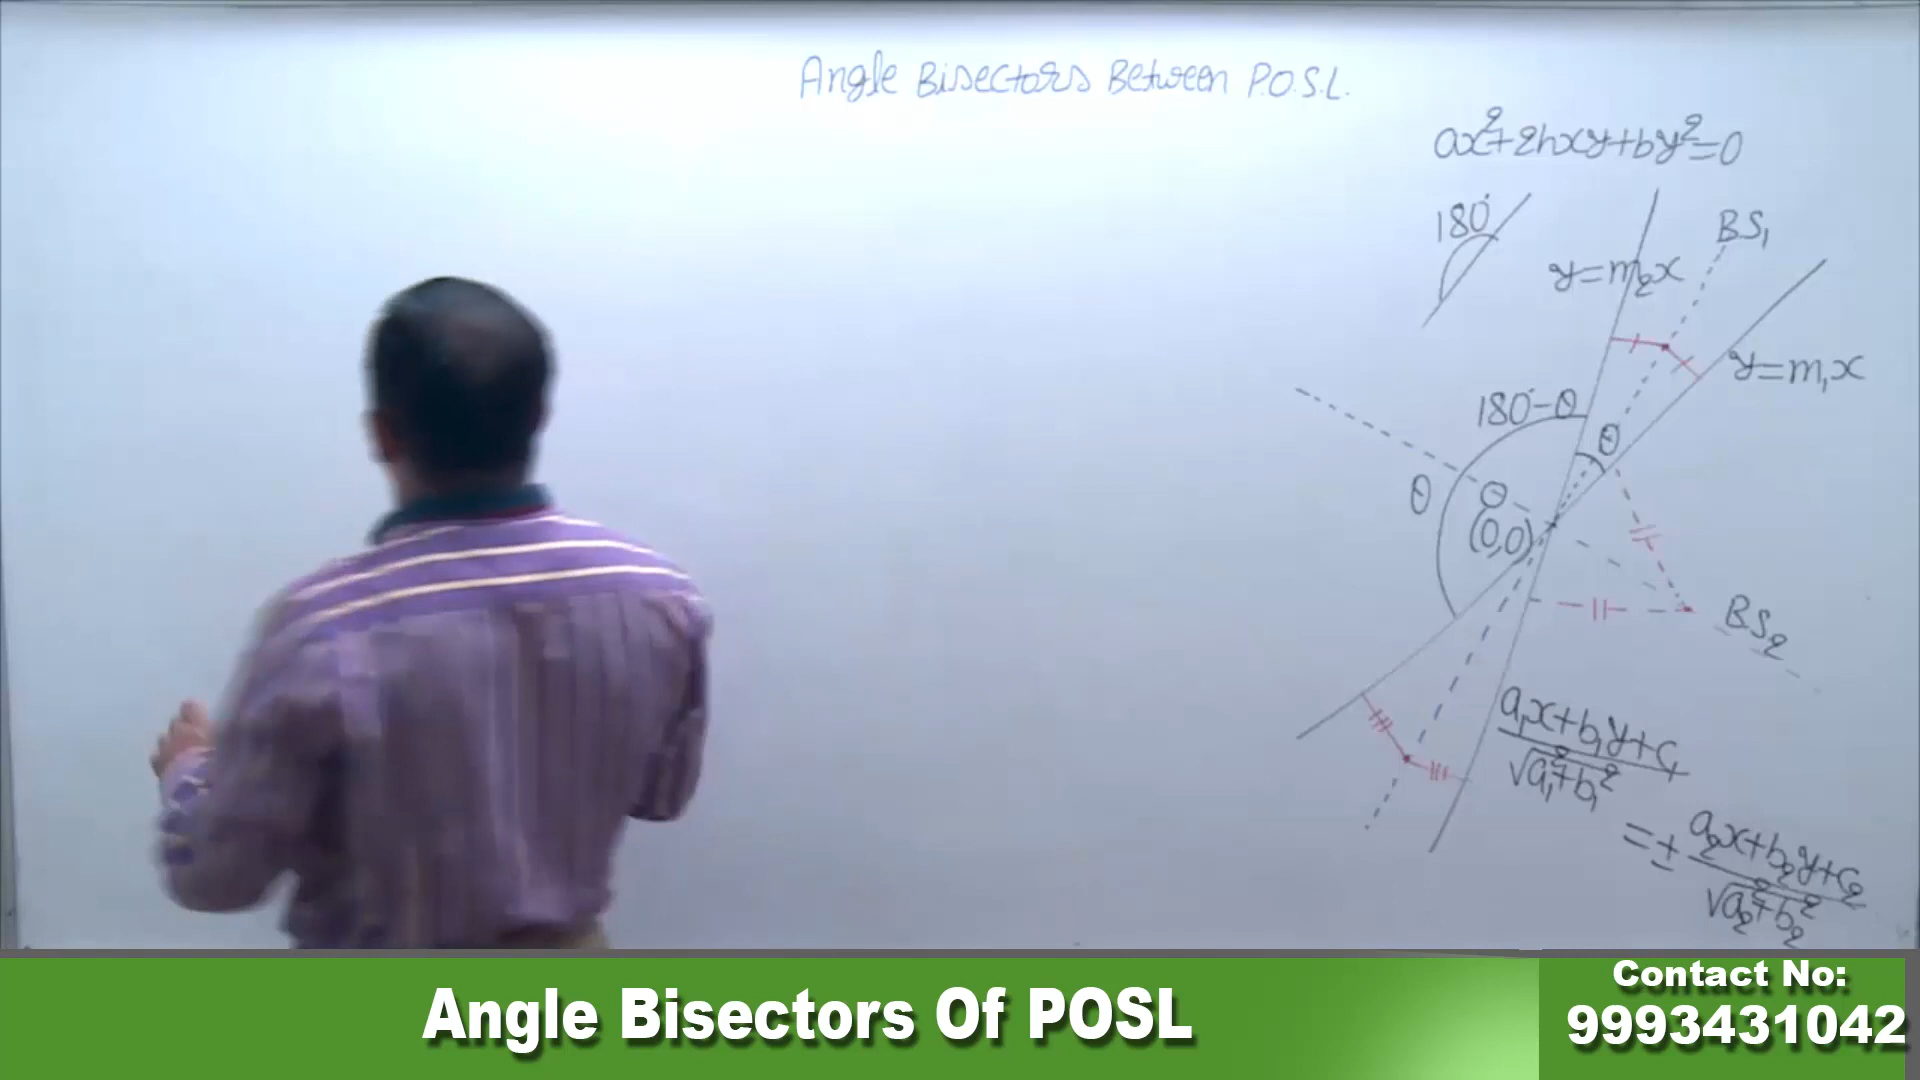 Angle Bisectors Between P.O.S.L.
ax²+2hxy+by²=0
180°
BS₁
y=m₂x
y=m₁x
180°-θ
θ
θ
θ
(0,0)
BS₂
a₁x+b₁y+c₁
√a₁²+b₁²
=± a₂x+b₂y+c₂
√a₂²+b₂²
Angle Bisectors Of POSL
Contact No:
9993431042